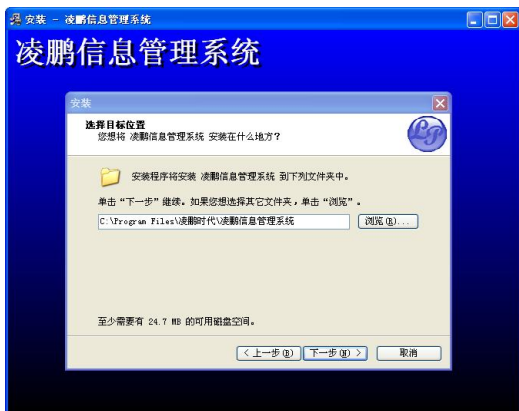 安装 - 凌鹏信息管理系统
凌鹏信息管理系统
安装
选择目标位置
您想将 凌鹏信息管理系统 安装在什么地方？
LP
安装程序将安装 凌鹏信息管理系统 到下列文件夹中。
单击“下一步”继续。如果您想选择其它文件夹，单击“浏览”。
C:\Program Files\凌鹏时代\凌鹏信息管理系统
浏览(R)...
至少需要有 24.7 MB 的可用磁盘空间。
< 上一步(B)
下一步(N) >
取消